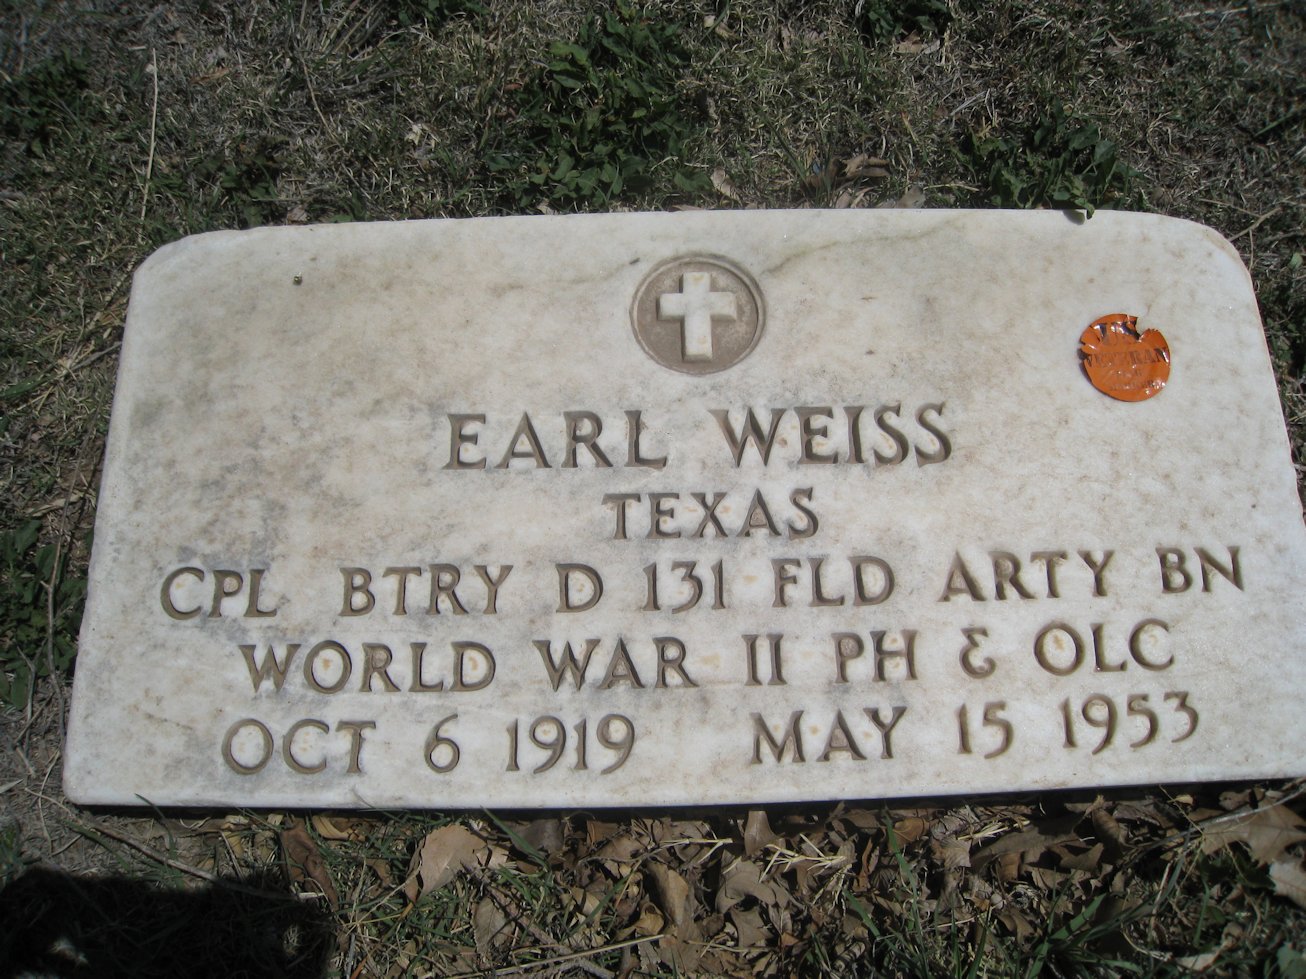 EARL WEISS
TEXAS
CPL BTRY D 131 FLD ARTY BN
WORLD WAR II PH & OLC
OCT 6 1919 MAY 15 1953
VETERAN